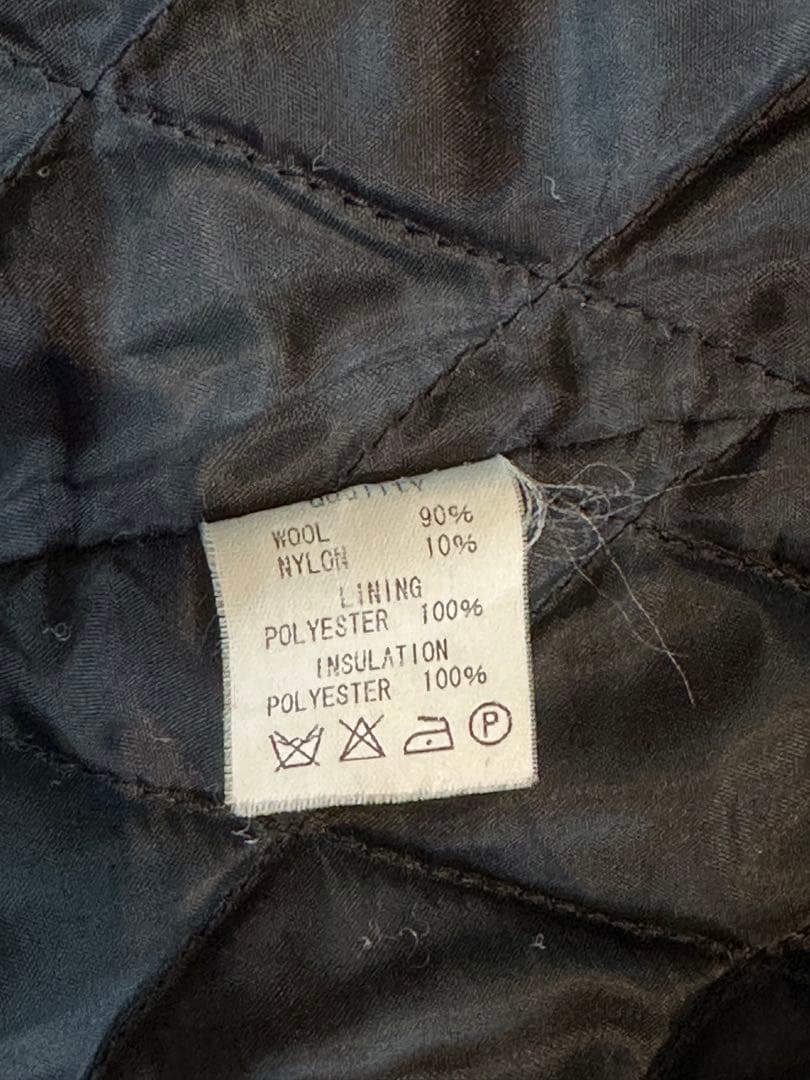 WOOL 90%
NYLON 10%
LINING
POLYESTER 100%
INSULATION
POLYESTER 100%
P